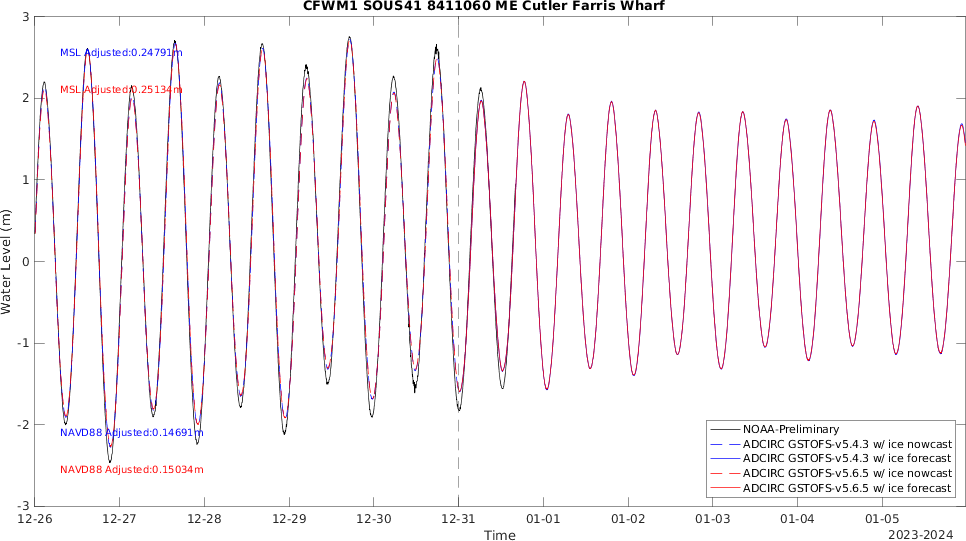 CFWM1 SOUS41 8411060 ME Cutler Farris Wharf
3
2
1
0
-1
-2
-3
Water Level (m)
MSL Adjusted:0.24791m
MSL Adjusted:0.25134m
NAVD88 Adjusted:0.14691m
NAVD88 Adjusted:0.15034m
NOAA-Preliminary
ADCIRC GSTOFS-v5.4.3 w/ ice nowcast
ADCIRC GSTOFS-v5.4.3 w/ ice forecast
ADCIRC GSTOFS-v5.6.5 w/ ice nowcast
ADCIRC GSTOFS-v5.6.5 w/ ice forecast
12-26 12-27 12-28 12-29 12-30 12-31 01-01 01-02 01-03 01-04 01-05
Time
2023-2024